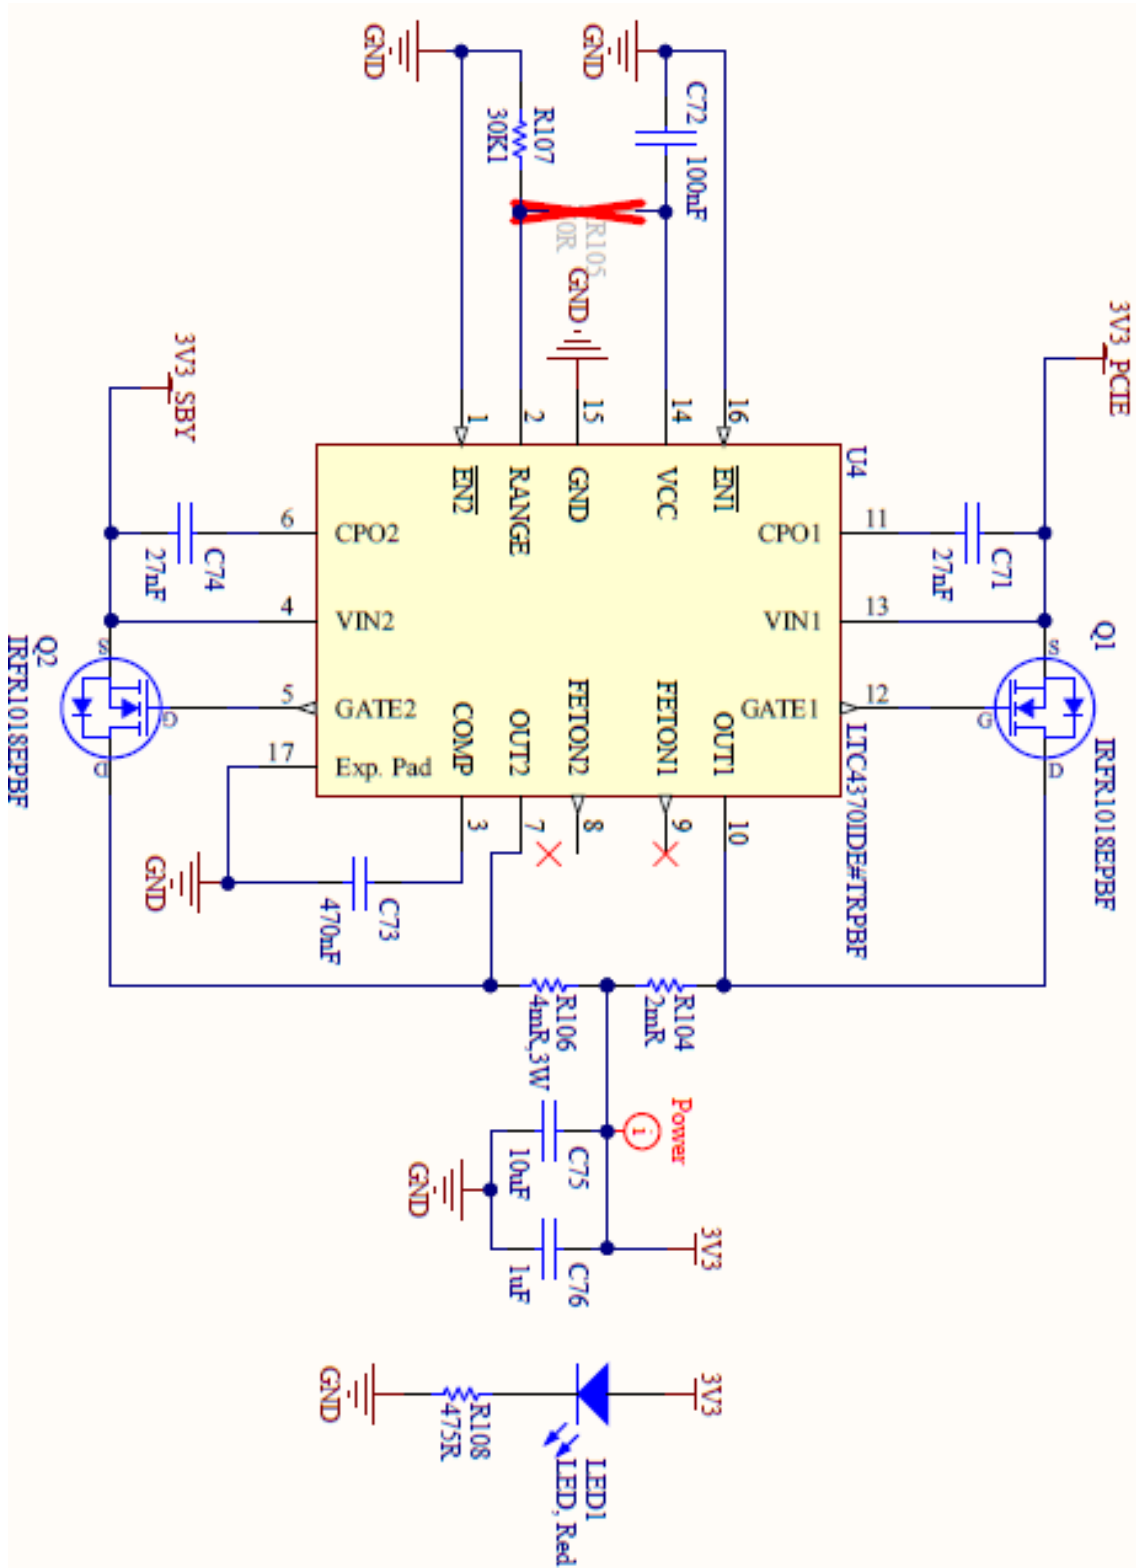 GND
GND
C72
100nF
R107
30K1
R105
0R
GND
3V3_PCIE
3V3_SBY
1
2
15
14
16
U4
EN2
RANGE
GND
VCC
EN1
6
CPO2
CPO1
11
C74
27nF
C71
27nF
4
VIN2
VIN1
13
Q2
IRFR1018EPBF
S
G
D
5
GATE2
GATE1
12
Q1
IRFR1018EPBF
S
G
D
17
Exp. Pad
COMP
OUT2
FETON2
FETON1
OUT1
LTC4370IDE#TRPBF
3
7
8
9
10
GND
C73
470nF
R106
4mR,3W
R104
2mR
Power
i
C75
10uF
GND
C76
1uF
3V3
GND
R108
475R
3V3
LED1
LED, Red